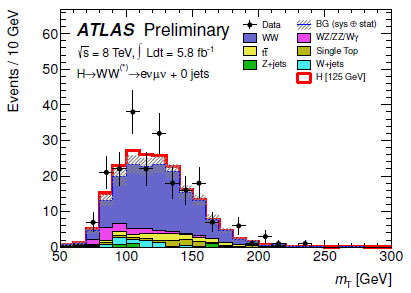 ATLAS Preliminary
√s = 8 TeV, ∫ Ldt = 5.8 fb⁻¹
H→WW⁽*⁾→eνμν + 0 jets
Data
BG (sys ⊕ stat)
WW
WZ/ZZ/Wγ
tt̄
Single Top
Z+jets
W+jets
H [125 GeV]
Events / 10 GeV
60
50
40
30
20
10
0
50 100 150 200 250 300
m_T [GeV]